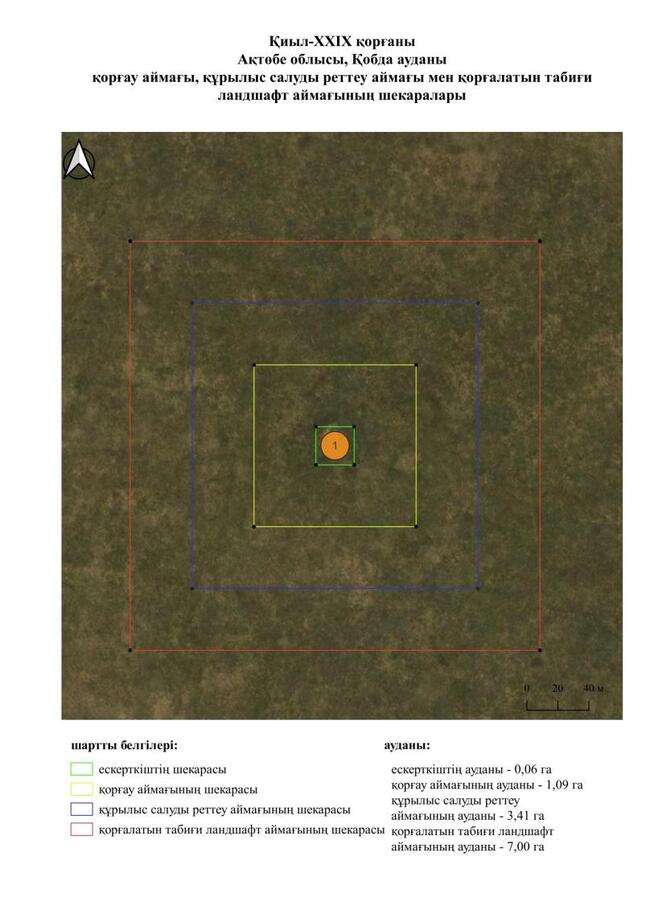 Қиыл-XXIX қорғаны
Ақтөбе облысы, Қобда ауданы
қорғау аймағы, құрылыс салуды реттеу аймағы мен қорғалатын табиғи
ландшафт аймағының шекаралары
1
0 20 40 м
шартты белгілері:
ескерткіштің шекарасы
қорғау аймағының шекарасы
құрылыс салуды реттеу аймағының шекарасы
қорғалатын табиғи ландшафт аймағының шекарасы
ауданы:
ескерткіштің ауданы - 0,06 га
қорғау аймағының ауданы - 1,09 га
құрылыс салуды реттеу
аймағының ауданы - 3,41 га
қорғалатын табиғи ландшафт
аймағының ауданы - 7,00 га